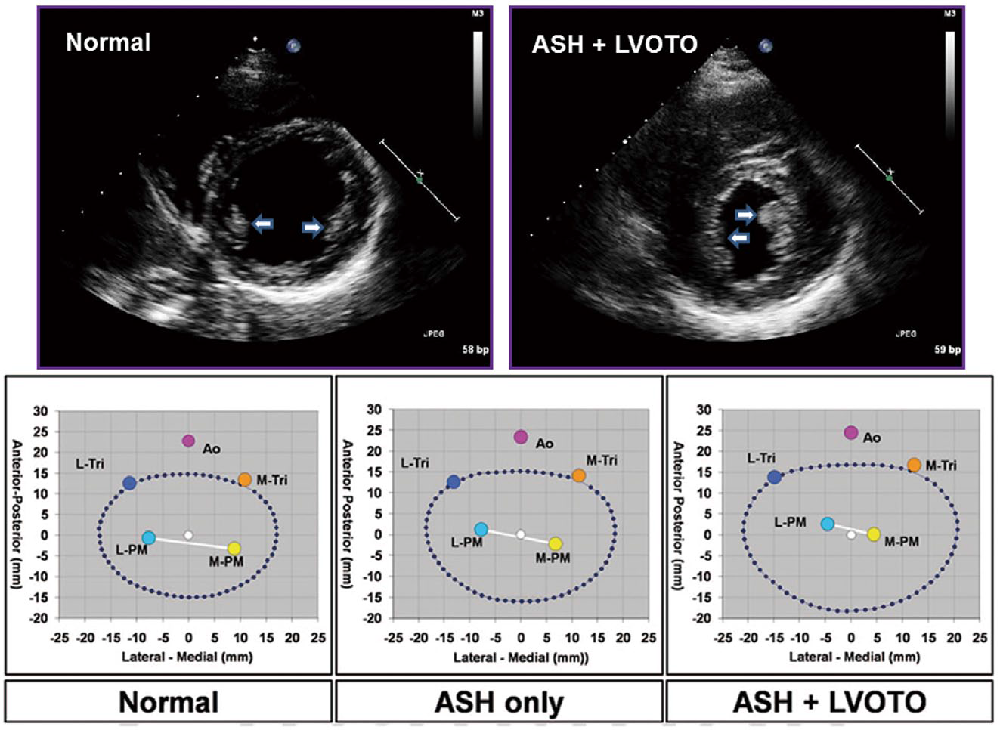 M3
Normal
P
JPEG
58 bp
M3
ASH + LVOTO
P
JPEG
59 bp
30
25
20
15
10
5
0
-5
-10
-15
-20
Anterior-Posterior (mm)
Ao
L-Tri
M-Tri
L-PM
M-PM
-25 -20 -15 -10 -5 0 5 10 15 20 25
Lateral - Medial (mm)
30
25
20
15
10
5
0
-5
-10
-15
-20
Anterior Posterior (mm)
Ao
L-Tri
M-Tri
L-PM
M-PM
-25 -20 -15 -10 -5 0 5 10 15 20 25
Lateral - Medial (mm))
30
25
20
15
10
5
0
-5
-10
-15
-20
Anterior Posterior (mm)
Ao
L-Tri
M-Tri
L-PM
M-PM
-25 -20 -15 -10 -5 0 5 10 15 20 25
Lateral - Medial (mm)
Normal
ASH only
ASH + LVOTO